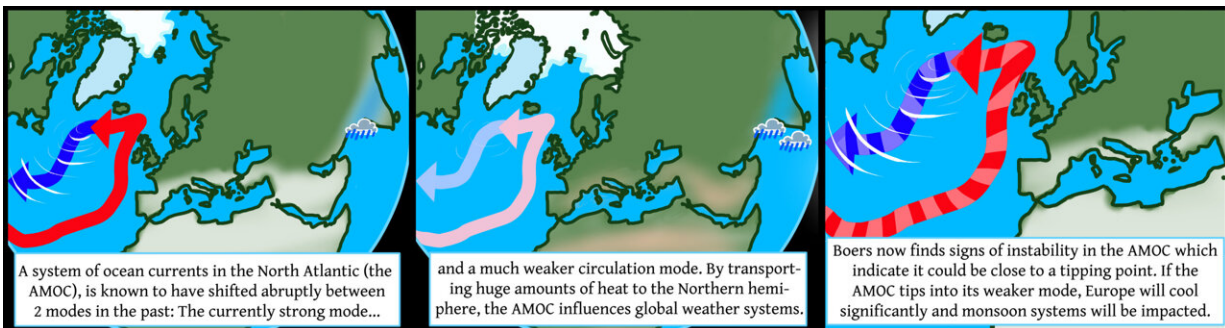 A system of ocean currents in the North Atlantic (the
AMOC), is known to have shifted abruptly between
2 modes in the past: The currently strong mode...
and a much weaker circulation mode. By transport-
ing huge amounts of heat to the Northern hemi-
phere, the AMOC influences global weather systems.
Boers now finds signs of instability in the AMOC which
indicate it could be close to a tipping point. If the
AMOC tips into its weaker mode, Europe will cool
significantly and monsoon systems will be impacted.